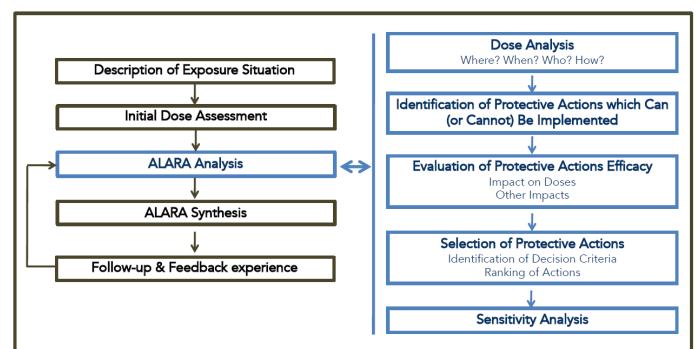 Description of Exposure Situation
Initial Dose Assessment
ALARA Analysis
ALARA Synthesis
Follow-up & Feedback experience
Dose Analysis
Where? When? Who? How?
Identification of Protective Actions which Can
(or Cannot) Be Implemented
Evaluation of Protective Actions Efficacy
Impact on Doses
Other Impacts
Selection of Protective Actions
Identification of Decision Criteria
Ranking of Actions
Sensitivity Analysis